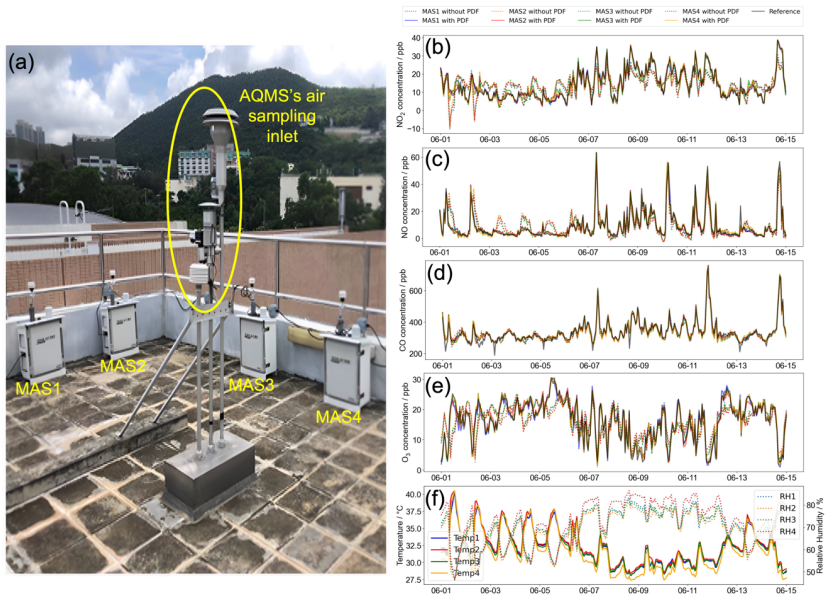 MAS1 without PDF MAS2 without PDF MAS3 without PDF MAS4 without PDF Reference
MAS1 with PDF MAS2 with PDF MAS3 with PDF MAS4 with PDF
(a)
AQMS's air
sampling
inlet
MAS1
MAS2
MAS3
MAS4
(b)
NO₂ concentration / ppb
40
30
20
10
0
−10
06-01 06-03 06-05 06-07 06-09 06-11 06-13 06-15
(c)
NO concentration / ppb
60
40
20
0
06-01 06-03 06-05 06-07 06-09 06-11 06-13 06-15
(d)
CO concentration / ppb
600
400
200
06-01 06-03 06-05 06-07 06-09 06-11 06-13 06-15
(e)
O₃ concentration / ppb
30
20
10
0
06-01 06-03 06-05 06-07 06-09 06-11 06-13 06-15
(f)
Temperature / °C
40.0
37.5
35.0
32.5
30.0
27.5
Temp1
Temp2
Temp3
Temp4
RH1
RH2
RH3
RH4
80
70
60
50
Relative Humidity / %
06-01 06-03 06-05 06-07 06-09 06-11 06-13 06-15